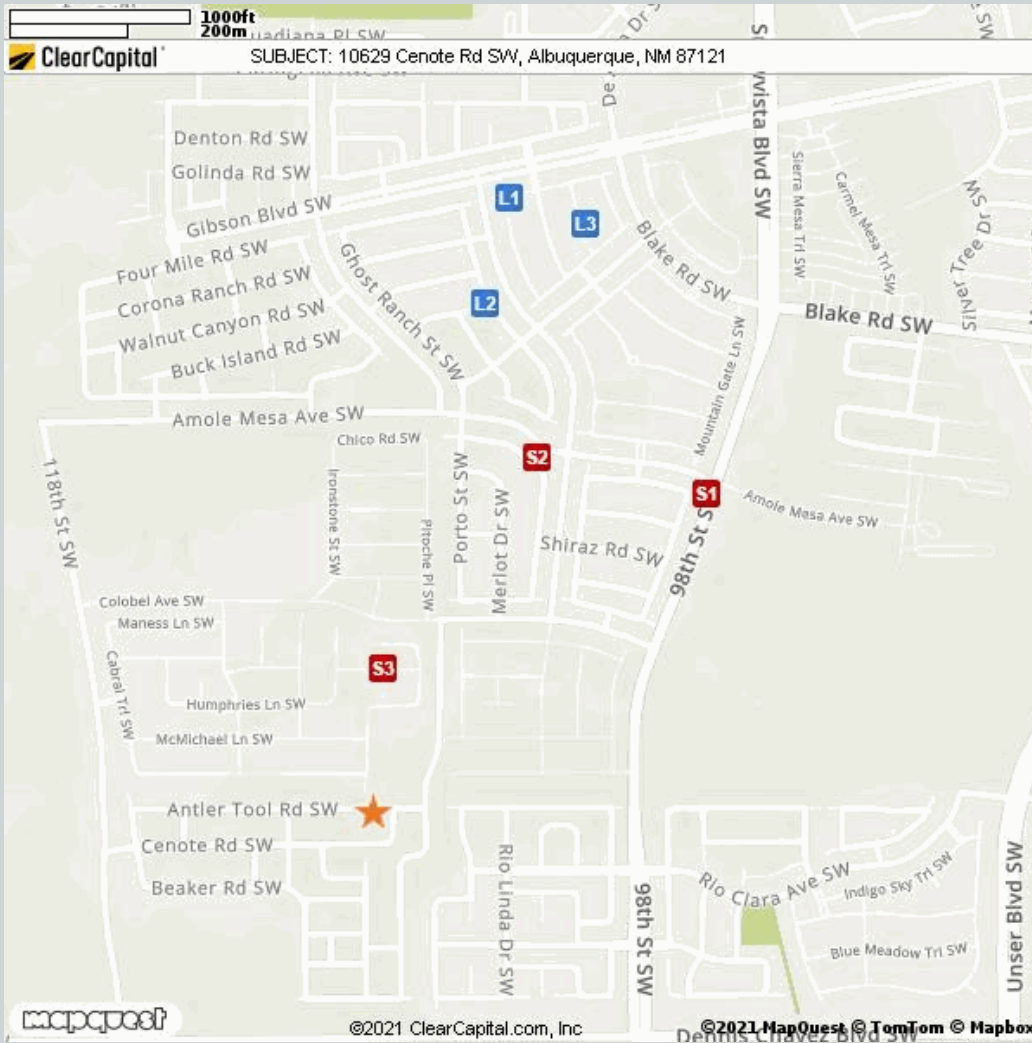 1000ft
200m
ClearCapital
SUBJECT: 10629 Cenote Rd SW, Albuquerque, NM 87121
Denton Rd SW
Golinda Rd SW
Gibson Blvd SW
Four Mile Rd SW
Corona Ranch Rd SW
Walnut Canyon Rd SW
Buck Island Rd SW
Ghost Ranch St SW
L1
L3
L2
Blake Rd SW
Sierra Mesa Trl SW
Carmel Mesa Trl SW
Silver Tree Dr SW
Blake Rd SW
Mountain Gate Ln SW
Amole Mesa Ave SW
Chico Rd SW
118th St SW
Ironstone St SW
Pitoche Pl SW
Porto St SW
Merlot Dr SW
S2
S1
Amole Mesa Ave SW
Shiraz Rd SW
98th St S
Colobel Ave SW
Maness Ln SW
Cabral Trl SW
S3
Humphries Ln SW
McMichael Ln SW
Antler Tool Rd SW
Cenote Rd SW
Beaker Rd SW
Rio Linda Dr SW
98th St SW
Rio Clara Ave SW
Indigo Sky Trl SW
Blue Meadow Trl SW
Unser Blvd SW
mapquest
©2021 ClearCapital.com, Inc
©2021 MapQuest © TomTom © Mapbox
Dennis Chavez Blvd SW